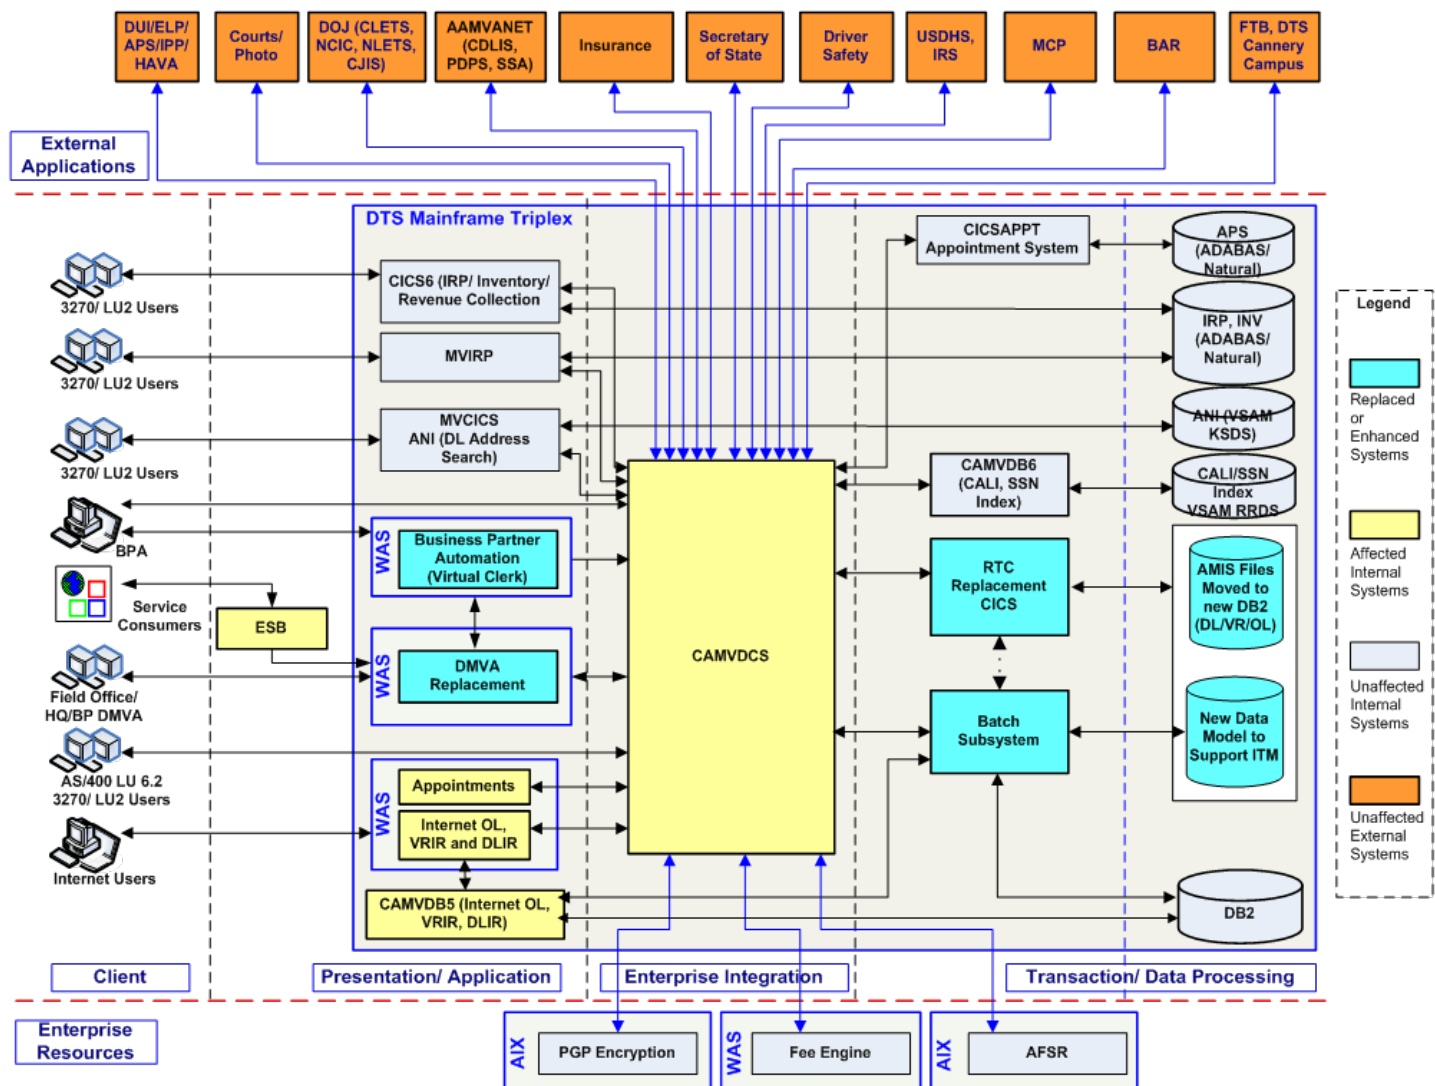 DUI/ELP/
APS/IPP/
HAVA
Courts/
Photo
DOJ (CLETS,
NCIC, NLETS,
CJIS)
AAMVANET
(CDLIS,
PDPS, SSA)
Insurance
Secretary
of State
Driver
Safety
USDHS,
IRS
MCP
BAR
FTB, DTS
Cannery
Campus
External
Applications
DTS Mainframe Triplex
CICSAPPT
Appointment System
APS
(ADABAS/
Natural)
3270/ LU2 Users
CICS6 (IRP/ Inventory/
Revenue Collection
IRP, INV
(ADABAS/
Natural)
3270/ LU2 Users
MVIRP
3270/ LU2 Users
MVCICS
ANI (DL Address
Search)
ANI (VSAM
KSDS)
CAMVDB6
(CALI, SSN
Index)
CALI/SSN
Index
VSAM RRDS
BPA
WAS
Business Partner
Automation
(Virtual Clerk)
RTC
Replacement
CICS
AMIS Files
Moved to
new DB2
(DL/VR/OL)
Service
Consumers
ESB
WAS
DMVA
Replacement
CAMVDCS
Field Office/
HQ/BP DMVA
Batch
Subsystem
New Data
Model to
Support ITM
AS/400 LU 6.2
3270/ LU2 Users
WAS
Appointments
Internet OL,
VRIR and DLIR
Internet Users
CAMVDB5 (Internet OL,
VRIR, DLIR)
DB2
Client
Presentation/ Application
Enterprise Integration
Transaction/ Data Processing
Enterprise
Resources
AIX
PGP Encryption
WAS
Fee Engine
AIX
AFSR
Legend
Replaced
or
Enhanced
Systems
Affected
Internal
Systems
Unaffected
Internal
Systems
Unaffected
External
Systems